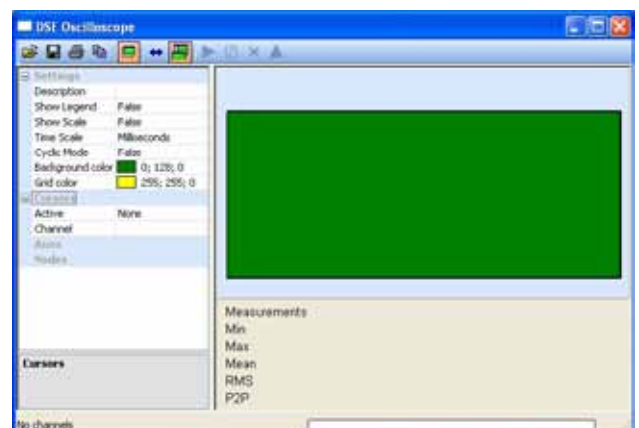 DSE Oscilloscope
Settings
Description
Show Legend False
Show Scale False
Time Scale Milliseconds
Cyclic Mode False
Background color 0; 128; 0
Grid color 255; 255; 0
Cursors
Active None
Channel
Axes
Nodes
Cursors
Measurements
Min
Max
Mean
RMS
P2P
No channels